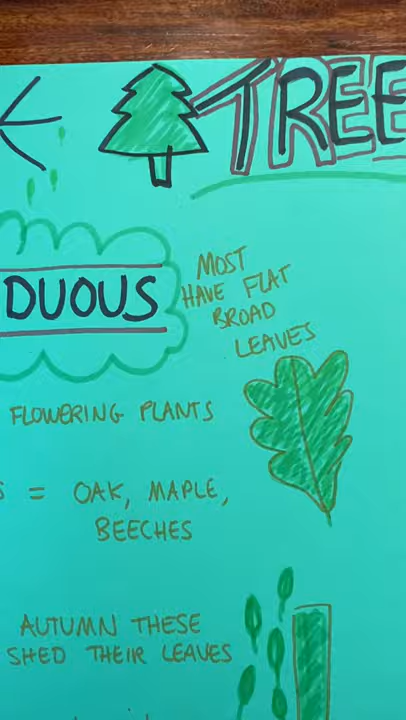 TREE
DUOUS
MOST
HAVE FLAT
BROAD
LEAVES
FLOWERING PLANTS
S = OAK, MAPLE,
BEECHES
AUTUMN THESE
SHED THEIR LEAVES